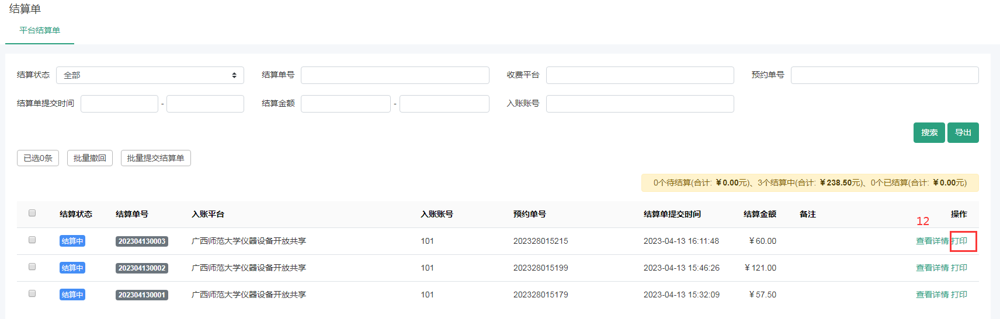 结算单
平台结算单
结算状态 全部 结算单号 收费平台 预约单号
结算单提交时间 - 结算金额 - 入账账号
搜索 导出
已选0条 批量撤回 批量提交结算单
0个待结算(合计: ￥0.00元)、3个结算中(合计: ￥238.50元)、0个已结算(合计: ￥0.00元)
结算状态 结算单号 入账平台 入账账号 预约单号 结算单提交时间 结算金额 备注 操作
12
结算中 202304130003 广西师范大学仪器设备开放共享 101 202328015215 2023-04-13 16:11:48 ￥60.00 查看详情 打印
结算中 202304130002 广西师范大学仪器设备开放共享 101 202328015199 2023-04-13 15:46:26 ￥121.00 查看详情 打印
结算中 202304130001 广西师范大学仪器设备开放共享 101 202328015179 2023-04-13 15:32:09 ￥57.50 查看详情 打印